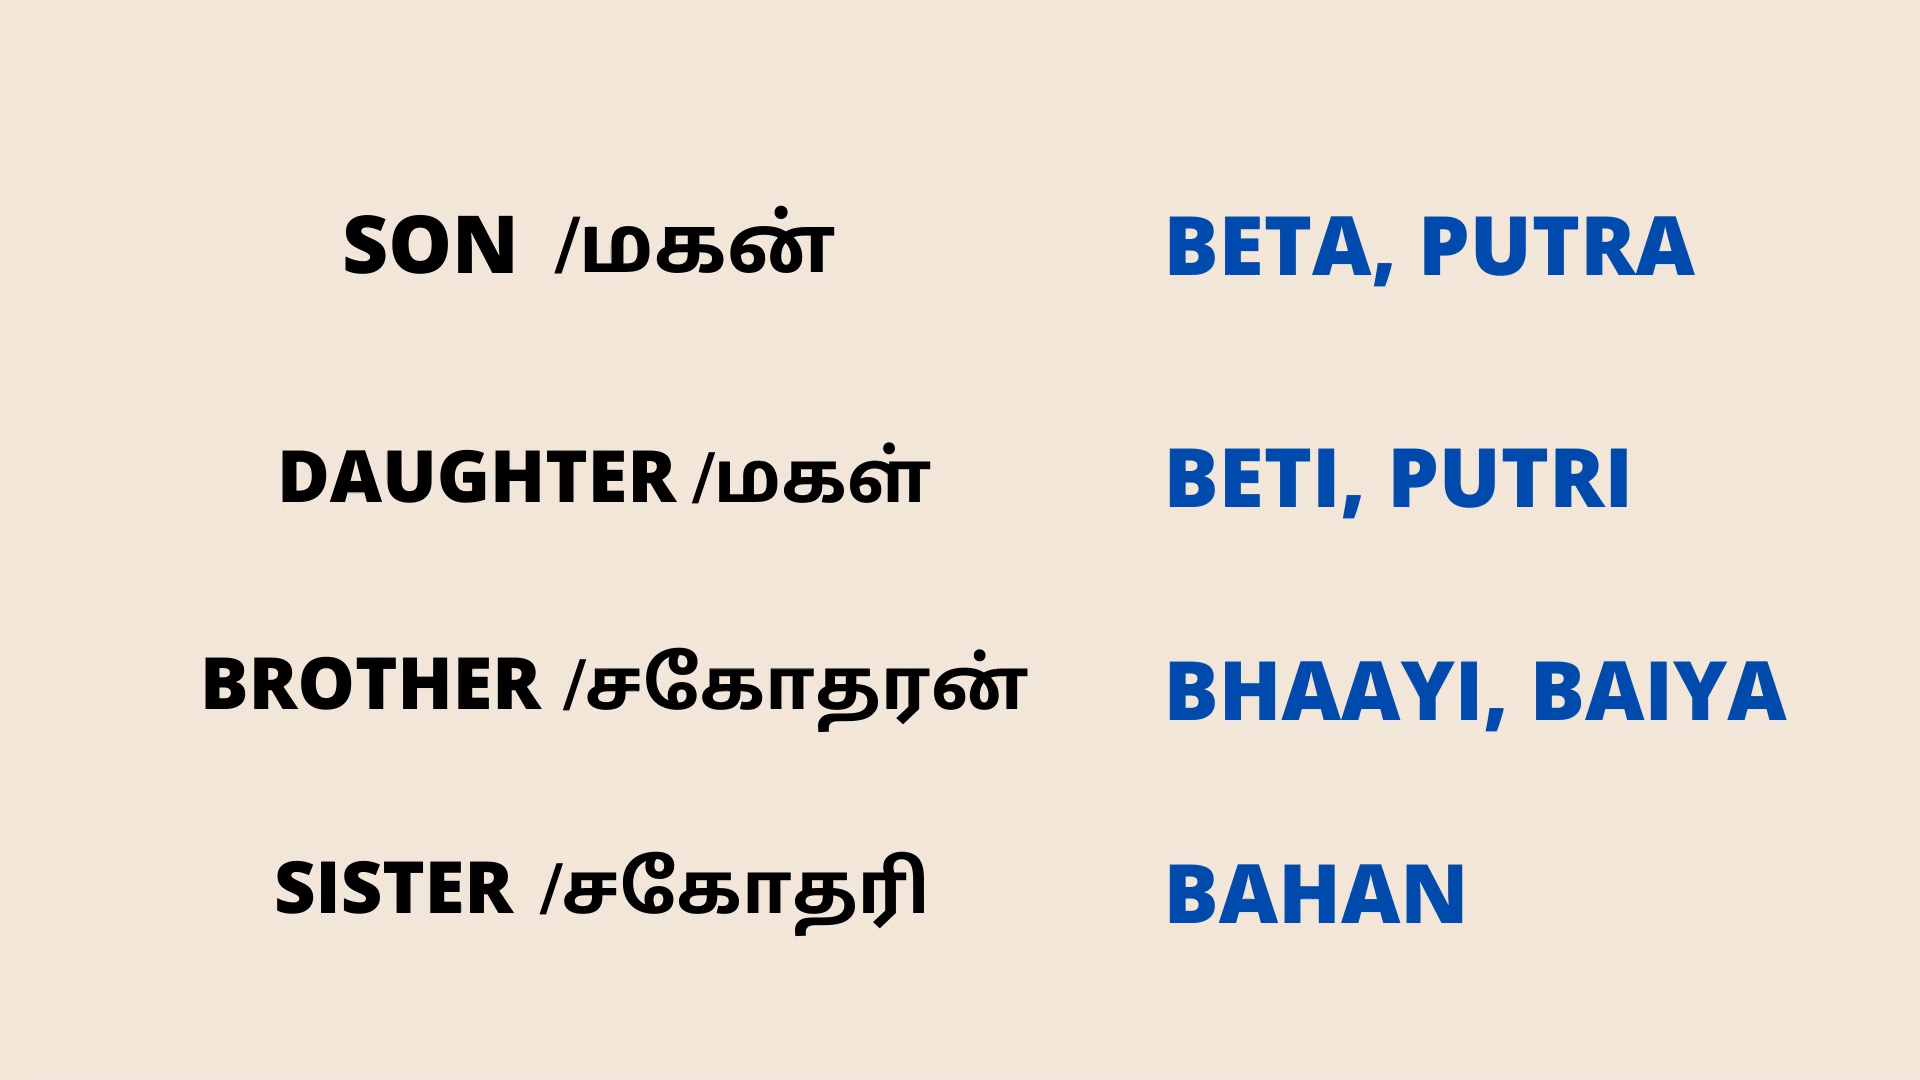 SON /மகன் BETA, PUTRA
DAUGHTER /மகள் BETI, PUTRI
BROTHER /சகோதரன் BHAAYI, BAIYA
SISTER /சகோதரி BAHAN